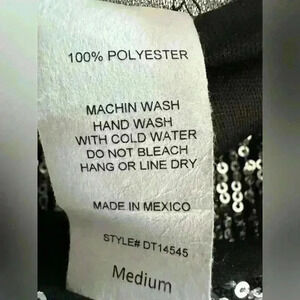 100% POLYESTER
MACHIN WASH
HAND WASH
WITH COLD WATER
DO NOT BLEACH
HANG OR LINE DRY
MADE IN MEXICO
STYLE# DT14545
Medium